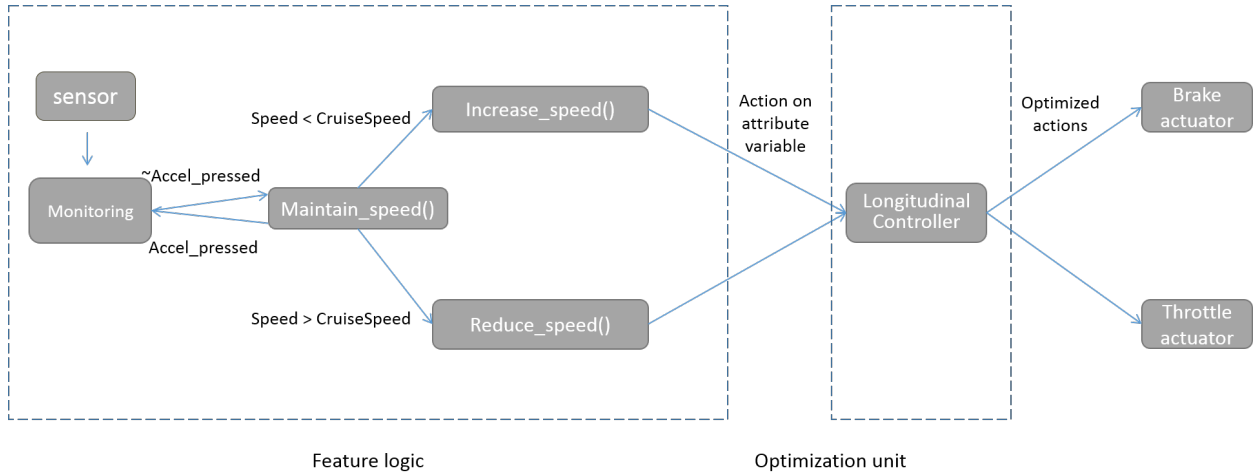 sensor
Monitoring
~Accel_pressed
Accel_pressed
Maintain_speed()
Speed < CruiseSpeed
Speed > CruiseSpeed
Increase_speed()
Reduce_speed()
Action on
attribute
variable
Longitudinal
Controller
Optimized
actions
Brake
actuator
Throttle
actuator
Feature logic
Optimization unit